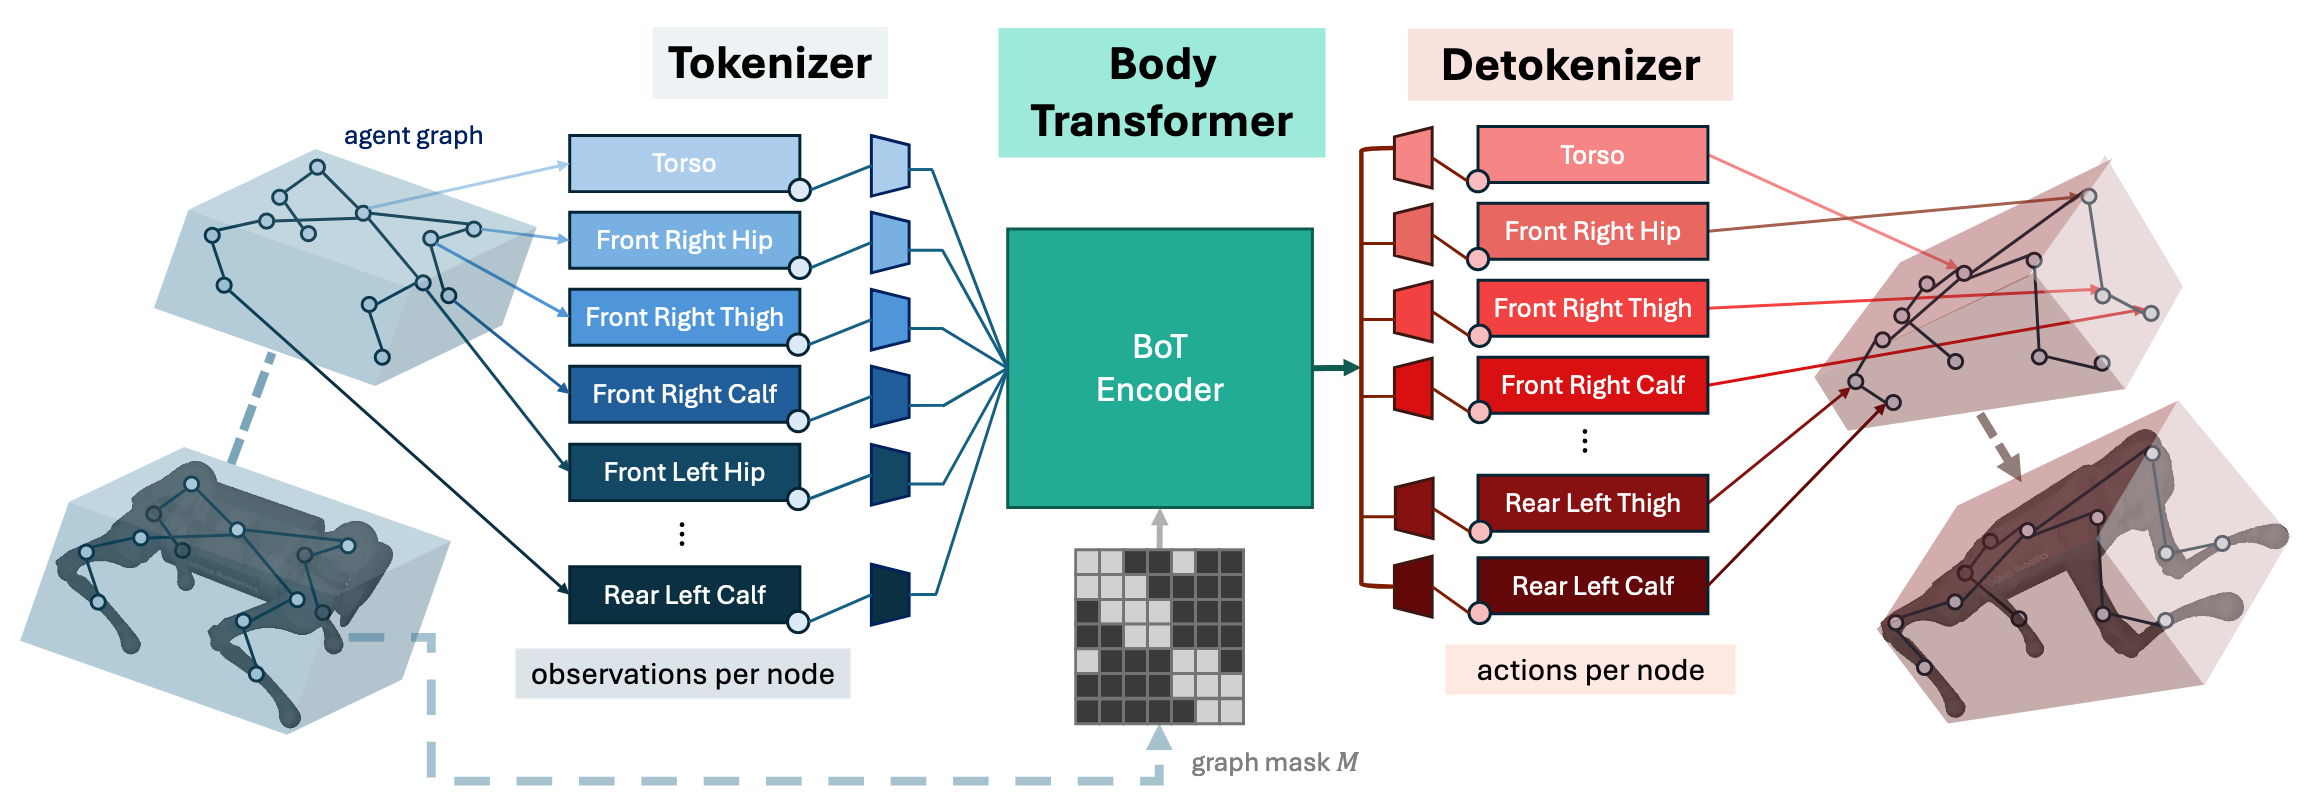 Tokenizer
Body
Transformer
Detokenizer
agent graph
Torso
Front Right Hip
Front Right Thigh
Front Right Calf
Front Left Hip
⋮
Rear Left Calf
observations per node
BoT
Encoder
graph mask M
Torso
Front Right Hip
Front Right Thigh
Front Right Calf
⋮
Rear Left Thigh
Rear Left Calf
actions per node